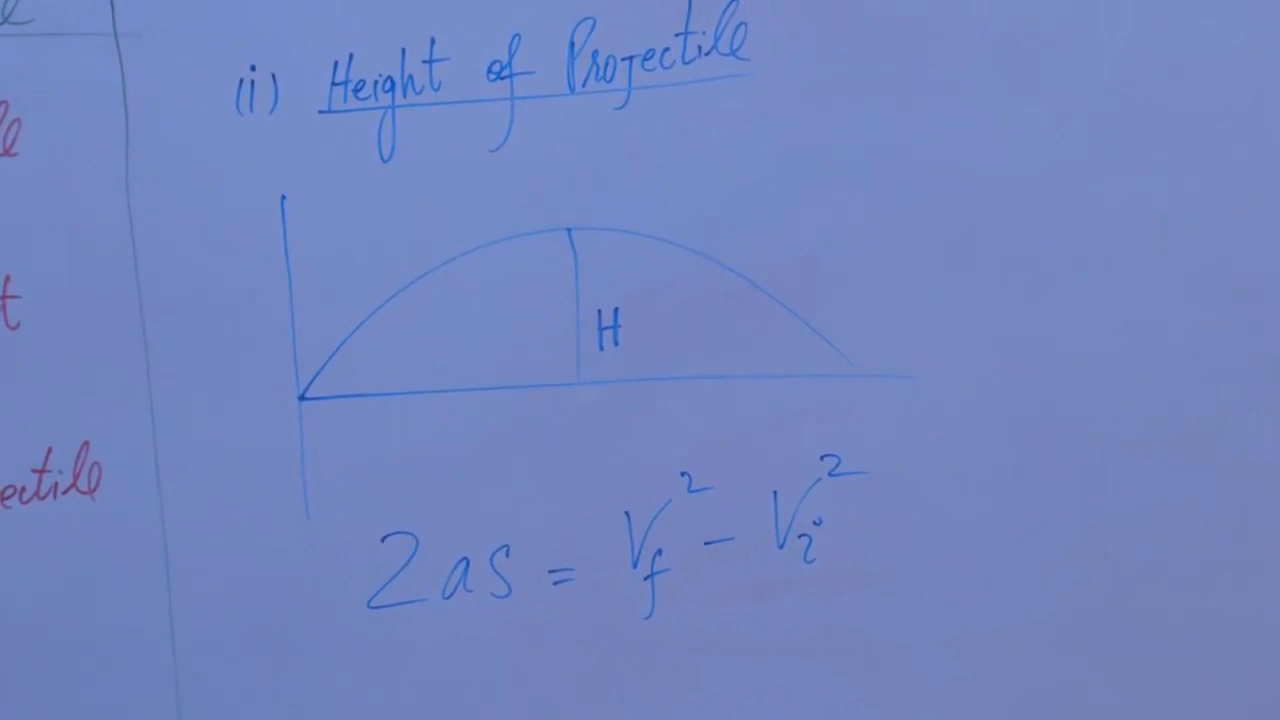 (i) Height of Projectile
H
2as = Vf² - Vi²